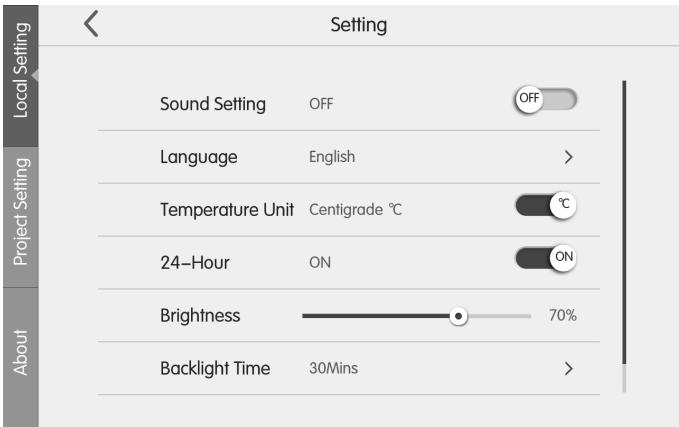 Setting
Local Setting
Project Setting
About
Sound Setting OFF OFF
Language English
Temperature Unit Centigrade ℃ ℃
24-Hour ON ON
Brightness 70%
Backlight Time 30Mins